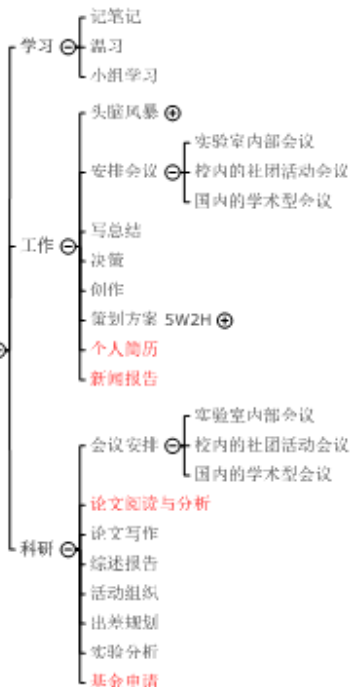 学习
记笔记
温习
小组学习
工作
头脑风暴
安排会议
实验室内部会议
校内的社团活动会议
国内的学术型会议
写总结
决策
创作
策划方案 5W2H
个人简历
新闻报告
科研
会议安排
实验室内部会议
校内的社团活动会议
国内的学术型会议
论文阅读与分析
论文写作
综述报告
活动组织
出差规划
实验分析
基金申请